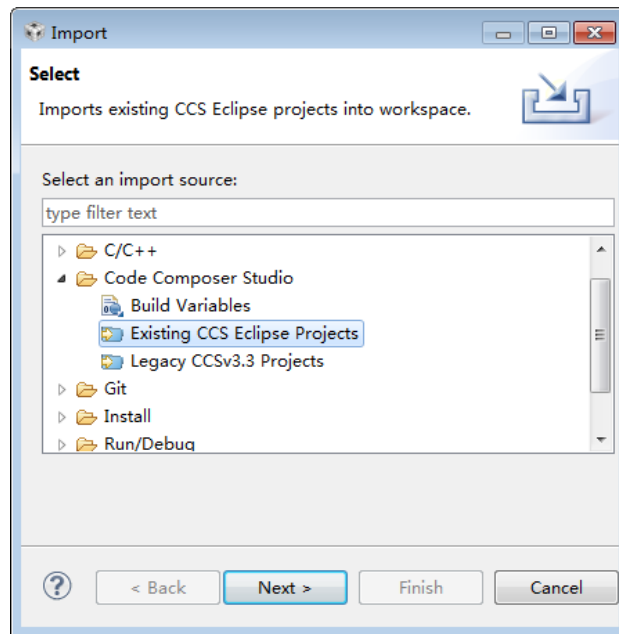 Import
Select
Imports existing CCS Eclipse projects into workspace.
Select an import source:
type filter text
C/C++
Code Composer Studio
Build Variables
Existing CCS Eclipse Projects
Legacy CCSv3.3 Projects
Git
Install
Run/Debug
? < Back Next > Finish Cancel